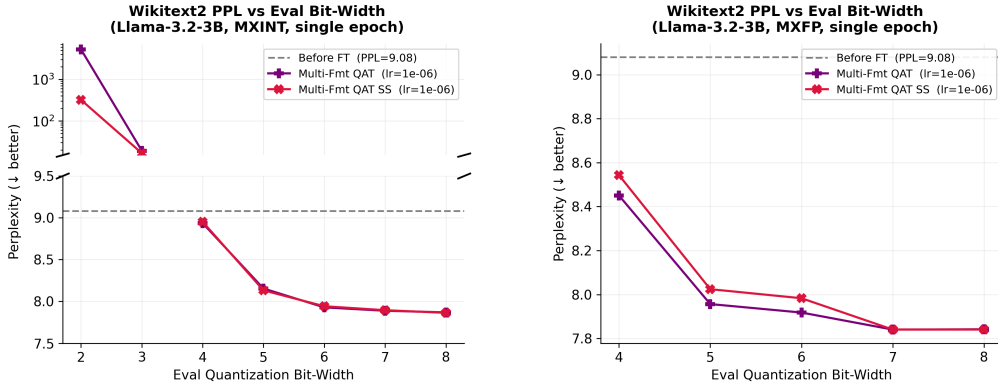 Wikitext2 PPL vs Eval Bit-Width
(Llama-3.2-3B, MXINT, single epoch)
Before FT (PPL=9.08)
Multi-Fmt QAT (lr=1e-06)
Multi-Fmt QAT SS (lr=1e-06)
10³
10²
9.5
9.0
8.5
8.0
7.5
Perplexity (↓ better)
2 3 4 5 6 7 8
Eval Quantization Bit-Width
Wikitext2 PPL vs Eval Bit-Width
(Llama-3.2-3B, MXFP, single epoch)
Before FT (PPL=9.08)
Multi-Fmt QAT (lr=1e-06)
Multi-Fmt QAT SS (lr=1e-06)
9.0
8.8
8.6
8.4
8.2
8.0
7.8
Perplexity (↓ better)
4 5 6 7 8
Eval Quantization Bit-Width